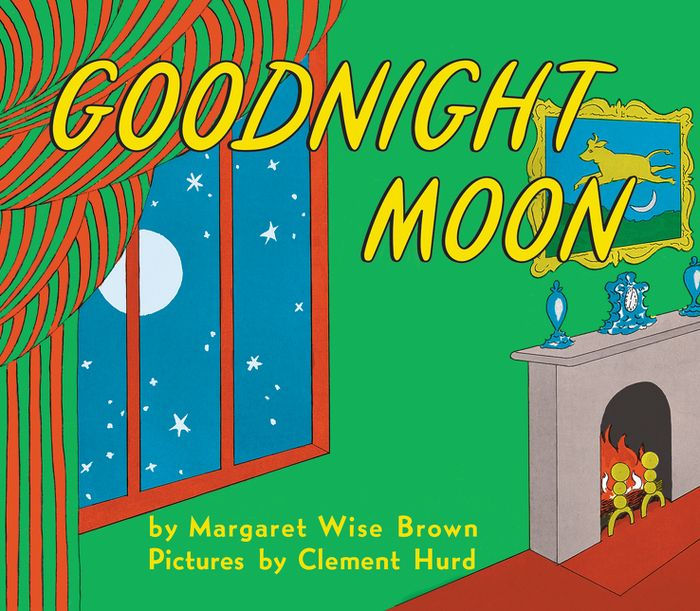 GOODNIGHT
MOON
by Margaret Wise Brown
Pictures by Clement Hurd